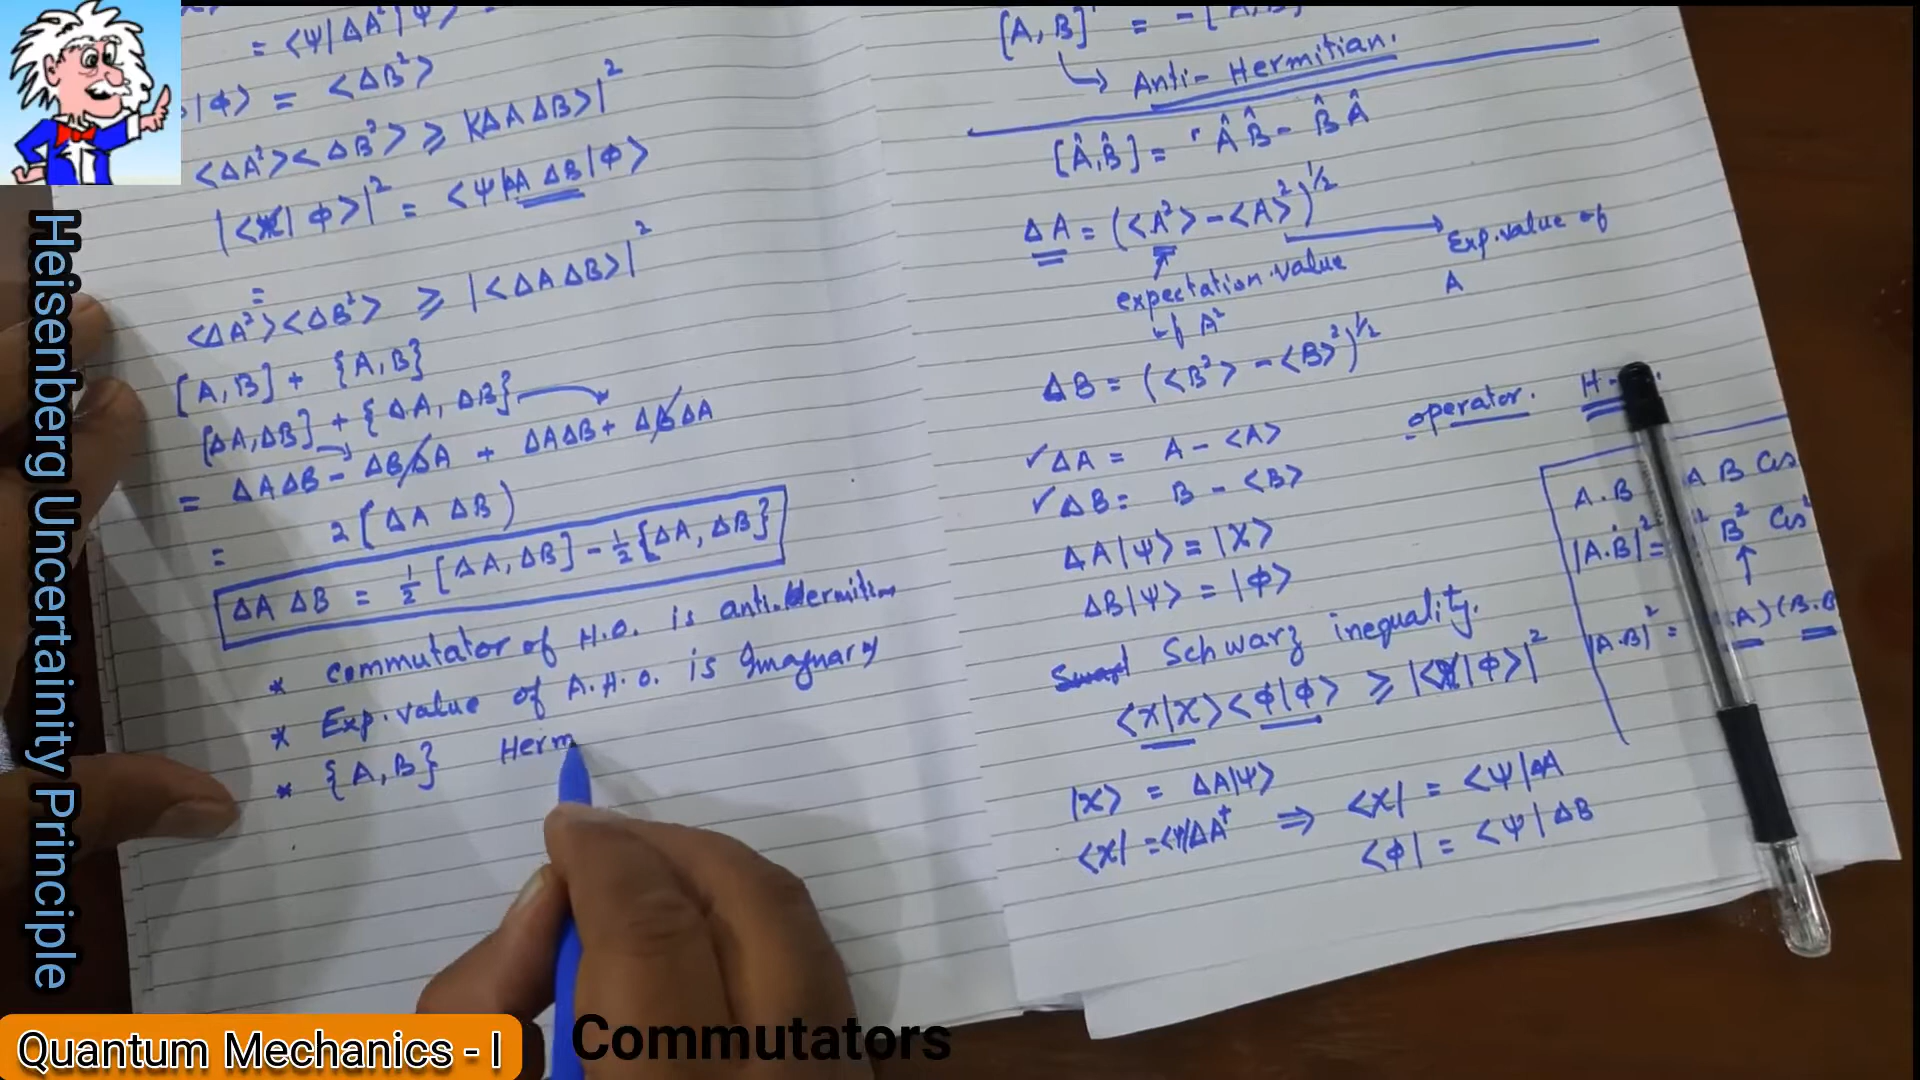 = <ψ|ΔA²|ψ>
|φ> = <ΔB²>
<ΔA²><ΔB²> ⩾ |<ΔA ΔB>|²
|<χ|φ>|² = <ψ|ΔA ΔB|φ>
=
<ΔA²><ΔB²> ⩾ |<ΔA ΔB>|²
[A,B] + {A,B}
[ΔA,ΔB] + {ΔA, ΔB}
= ΔAΔB - ΔBΔA + ΔAΔB + ΔBΔA
= 2(ΔA ΔB)
ΔA ΔB = ½ [ΔA, ΔB] - ½{ΔA, ΔB}
* Commutator of H.O. is anti-Hermitian
* Exp. value of A.H.O. is Imaginary
* {A,B} Herm
[A,B]† = -[A,B]
↳ Anti-Hermitian.
[Â,B̂] = ÂB̂ - B̂Â
ΔA = (<A²> - <A>²)^1/2
Exp. value of
A
expectation value
of A²
ΔB = (<B²> - <B>²)^1/2
operator. H
✓ΔA = A - <A>
✓ΔB = B - <B>
ΔA|ψ> = |χ>
ΔB|ψ> = |φ>
Schwarz inequality.
<χ|χ><φ|φ> ⩾ |<χ|φ>|²
|χ> = ΔA|ψ>
<χ| = <ψ|ΔA† ⇒ <χ| = <ψ|ΔA
<φ| = <ψ|ΔB
A.B A B Cos
|A.B|² = B² Cos²
|A.B|² = .A)(B.B
Heisenberg Uncertainity Principle
Quantum Mechanics - I
Commutators